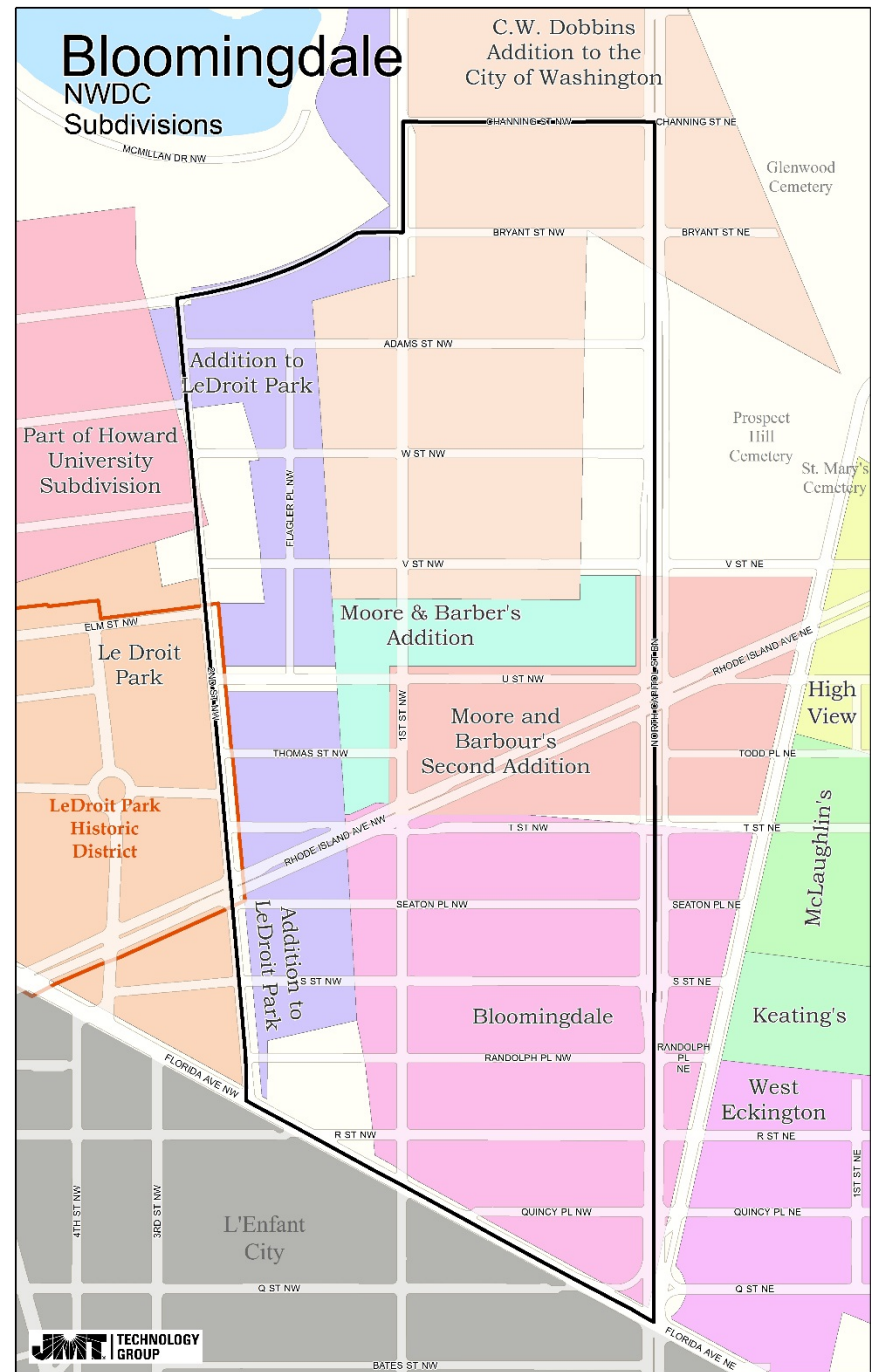 Bloomingdale
NWDC
Subdivisions
C.W. Dobbins
Addition to the
City of Washington
MCMILLAN DR NW
CHANNING ST NW
CHANNING ST NE
Glenwood
Cemetery
BRYANT ST NW
BRYANT ST NE
ADAMS ST NW
Addition to
LeDroit Park
Part of Howard
University
Subdivision
Prospect
Hill
Cemetery
St. Mary's
Cemetery
W ST NW
FLAGLER PL NW
V ST NW
V ST NE
Moore & Barber's
Addition
ELM ST NW
Le Droit
Park
2ND ST NW
1ST ST NW
U ST NW
NORTH CAPITOL ST BN
RHODE ISLAND AVE NE
High
View
Moore and
Barbour's
Second Addition
THOMAS ST NW
TODD PL NE
LeDroit Park
Historic
District
RHODE ISLAND AVE NW
T ST NW
T ST NE
McLaughlin's
SEATON PL NW
SEATON PL NE
Addition to
LeDroit Park
S ST NW
S ST NE
Bloomingdale
Keating's
RANDOLPH PL NW
RANDOLPH
PL
NE
FLORIDA AVE NW
West
Eckington
R ST NW
R ST NE
4TH ST NW
3RD ST NW
1ST ST NE
L'Enfant
City
QUINCY PL NW
QUINCY PL NE
Q ST NW
Q ST NE
JMT TECHNOLOGY
GROUP
BATES ST NW
FLORIDA AVE NE